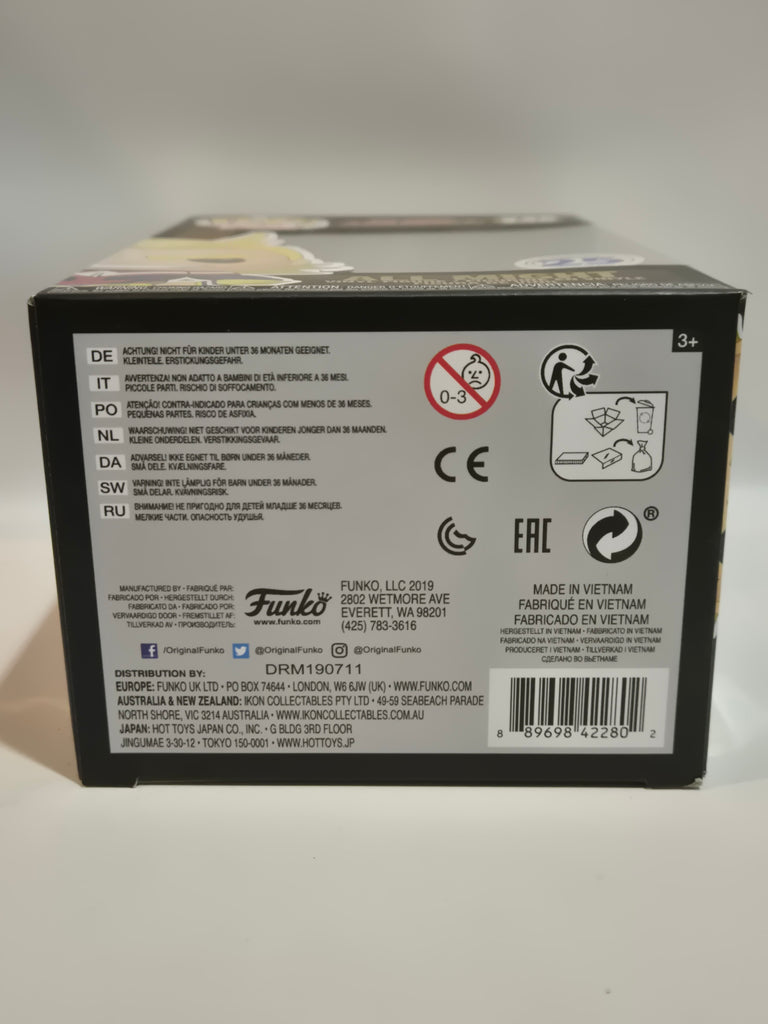 25
ALL MIGHT
ATTENTION
ADVERTENCIA
3+
DE ACHTUNG! NICHT FÜR KINDER UNTER 36 MONATEN GEEIGNET.
KLEINTEILE. ERSTICKUNGSGEFAHR.
IT AVVERTENZA! NON ADATTO A BAMBINI DI ETÀ INFERIORE A 36 MESI.
PICCOLE PARTI. RISCHIO DI SOFFOCAMENTO.
PO ATENÇÃO! CONTRA-INDICADO PARA CRIANÇAS COM MENOS DE 36 MESES.
PEQUENAS PARTES. RISCO DE ASFIXIA.
NL WAARSCHUWING! NIET GESCHIKT VOOR KINDEREN JONGER DAN 36 MAANDEN.
KLEINE ONDERDELEN. VERSTIKKINGSGEVAAR.
DA ADVARSEL! IKKE EGNET TIL BØRN UNDER 36 MÅNEDER.
SMÅ DELE. KVÆLNINGSFARE.
SW VARNING! INTE LÄMPLIG FÖR BARN UNDER 36 MÅNADER.
SMÅ DELAR. KVÄVNINGSRISK.
RU ВНИМАНИЕ! НЕ ПРИГОДНО ДЛЯ ДЕТЕЙ МЛАДШЕ 36 МЕСЯЦЕВ.
МЕЛКИЕ ЧАСТИ. ОПАСНОСТЬ УДУШЬЯ.
0-3
CE
EAC
®
MANUFACTURED BY • FABRIQUÉ PAR:
FABRICADO POR • HERGESTELLT DURCH:
FABBRICATO DA • FABRICADO POR:
VERVAARDIGD DOOR • FREMSTILLET AF:
TILLVERKAD AV • ПРОИЗВОДИТЕЛЬ:
Funko
www.funko.com
FUNKO, LLC 2019
2802 WETMORE AVE
EVERETT, WA 98201
(425) 783-3616
/OriginalFunko @OriginalFunko @OriginalFunko
DRM190711
DISTRIBUTION BY:
EUROPE: FUNKO UK LTD • PO BOX 74644 • LONDON, W6 6JW (UK) • WWW.FUNKO.COM
AUSTRALIA & NEW ZEALAND: IKON COLLECTABLES PTY LTD • 49-59 SEABEACH PARADE
NORTH SHORE, VIC 3214 AUSTRALIA • WWW.IKONCOLLECTABLES.COM.AU
JAPAN: HOT TOYS JAPAN CO., INC. • G BLDG 3RD FLOOR
JINGUMAE 3-30-12 • TOKYO 150-0001 • WWW.HOTTOYS.JP
MADE IN VIETNAM
FABRIQUÉ EN VIETNAM
FABRICADO EN VIETNAM
HERGESTELLT IN VIETNAM • FABBRICATO IN VIETNAM
FABRICADO NA VIETNAM • VERVAARDIGD IN VIETNAM
PRODUCERET I VIETNAM • TILLVERKAD I VIETNAM
СДЕЛАНО ВО ВЬЕТНАМЕ
8 89698 42280 2